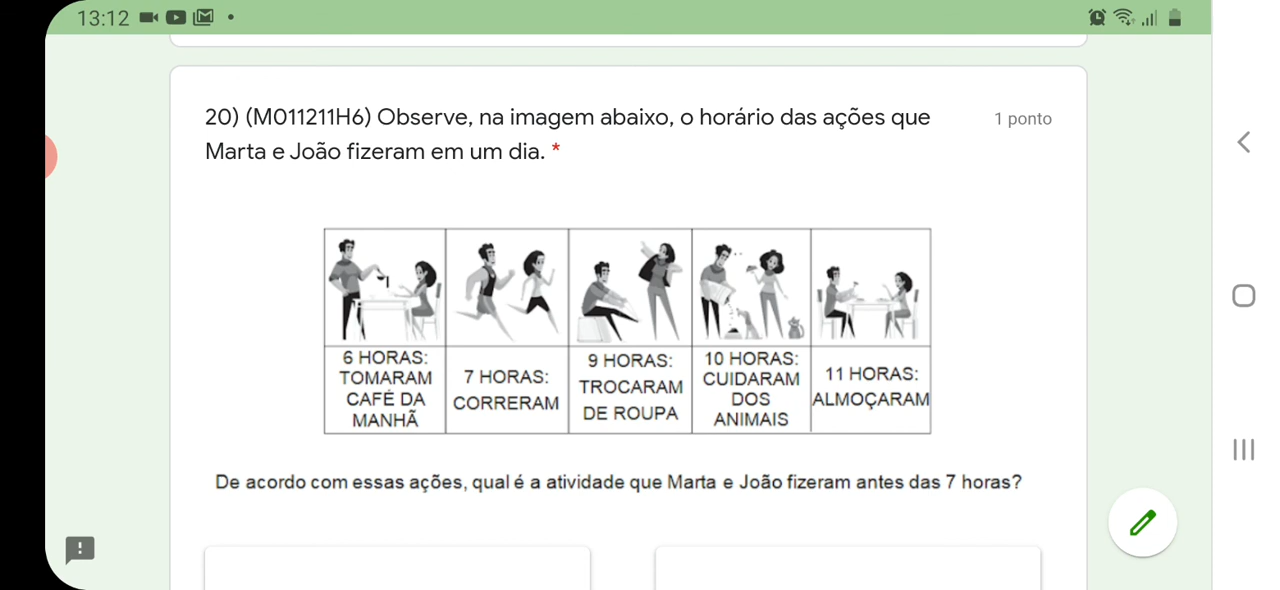 13:12
20) (M011211H6) Observe, na imagem abaixo, o horário das ações que
1 ponto
Marta e João fizeram em um dia. *
6 HORAS:
TOMARAM
CAFÉ DA
MANHÃ
7 HORAS:
CORRERAM
9 HORAS:
TROCARAM
DE ROUPA
10 HORAS:
CUIDARAM
DOS
ANIMAIS
11 HORAS:
ALMOÇARAM
De acordo com essas ações, qual é a atividade que Marta e João fizeram antes das 7 horas?